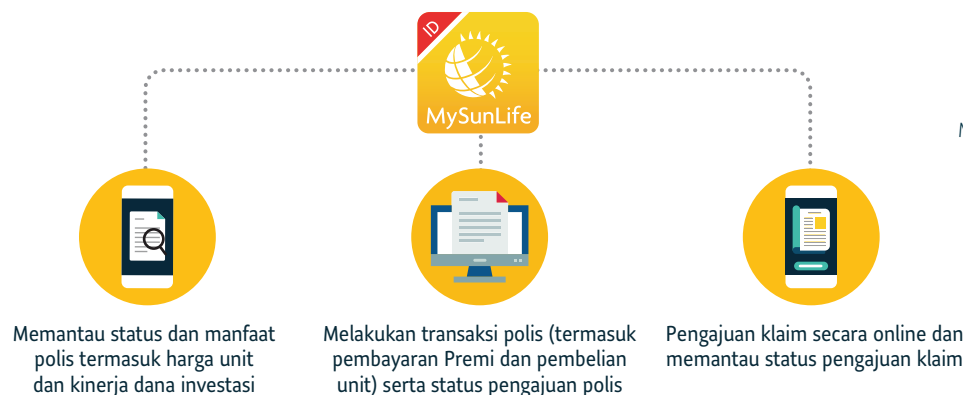 ID
MySunLife
Memantau status dan manfaat
polis termasuk harga unit
dan kinerja dana investasi
Melakukan transaksi polis (termasuk
pembayaran Premi dan pembelian
unit) serta status pengajuan polis
Pengajuan klaim secara online dan
memantau status pengajuan klaim